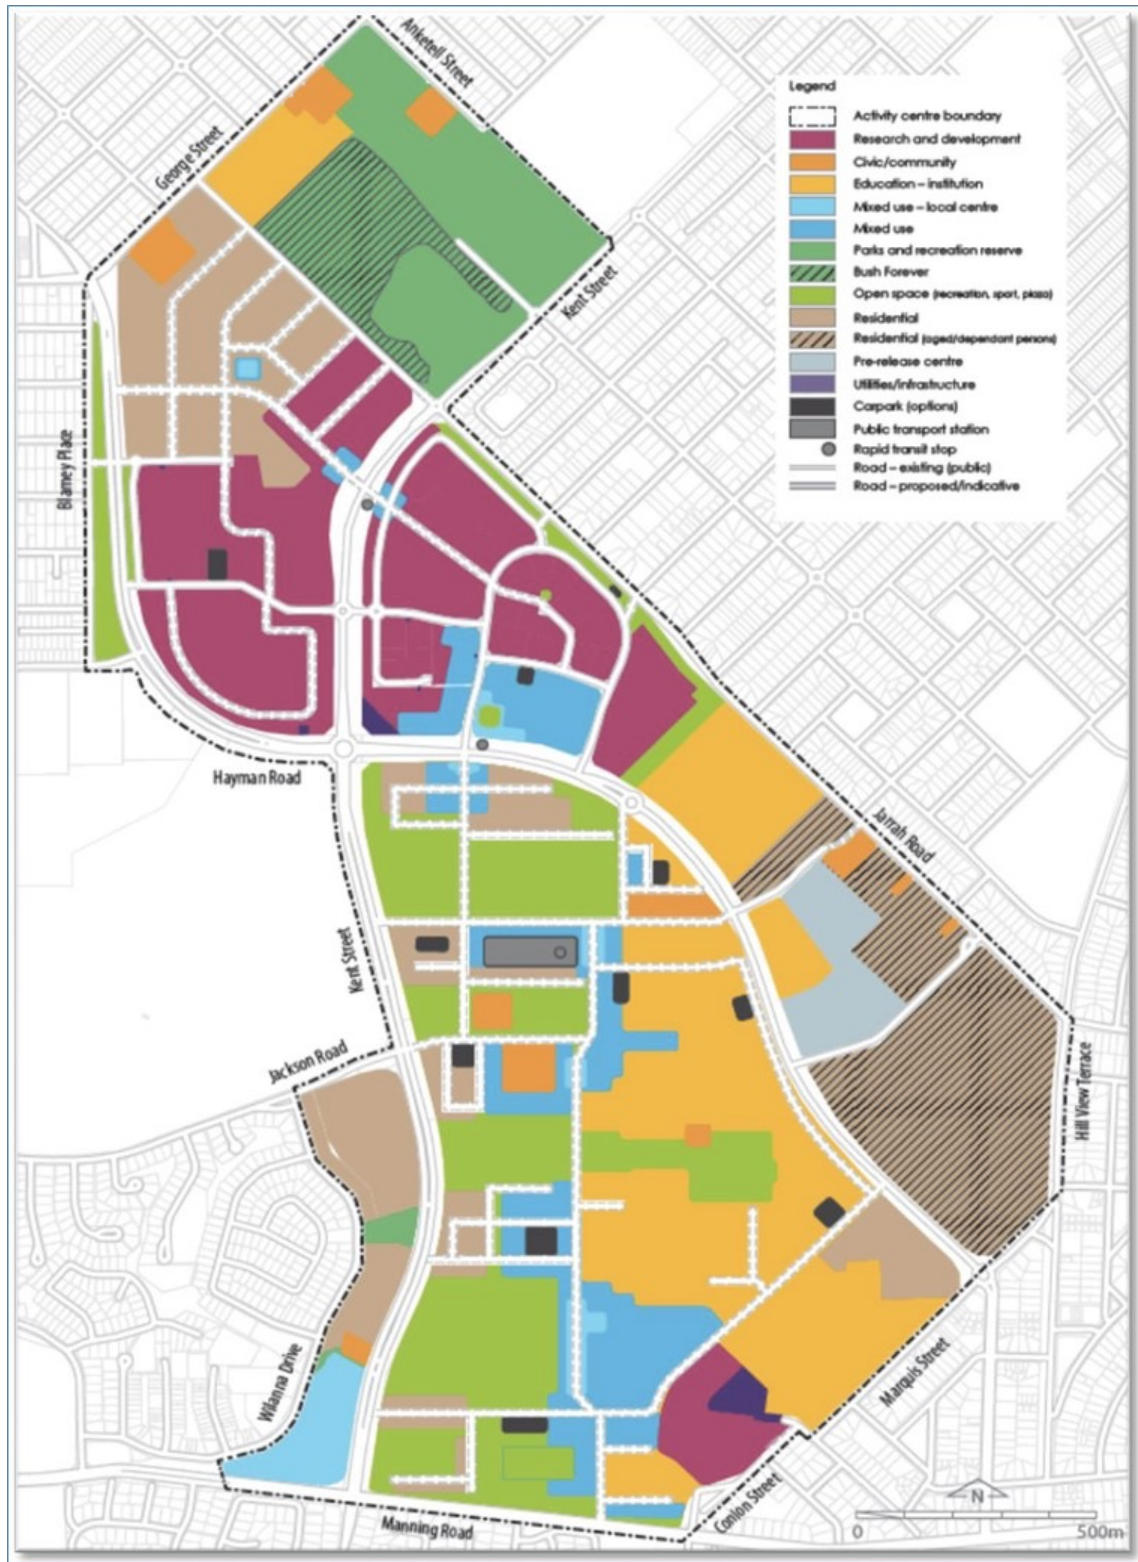 Anketell Street
Legend
Activity centre boundary
George Street
Research and development
Civic/community
Education – institution
Mixed use – local centre
Mixed use
Parks and recreation reserve
Bush Forever
Kent Street
Open space (recreation, sport, plaza)
Residential
Residential (aged/dependant persons)
Pre-release centre
Utilities/infrastructure
Carpark (options)
Public transport station
Rapid transit stop
Road – existing (public)
Road – proposed/indicative
Blamey Place
Hayman Road
Jarrah Road
Kent Street
Jackson Road
Hill View Terrace
Wilanna Drive
Marquis Street
Conlon Street
Manning Road
N
0 500m